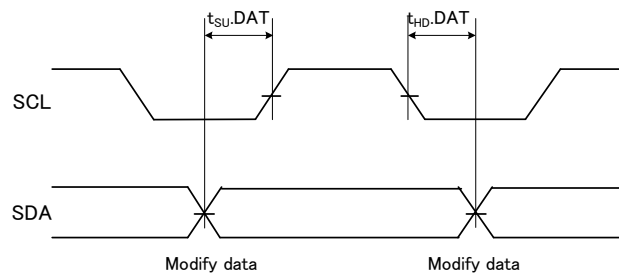 tSU.DAT tHD.DAT
SCL
SDA
Modify data Modify data